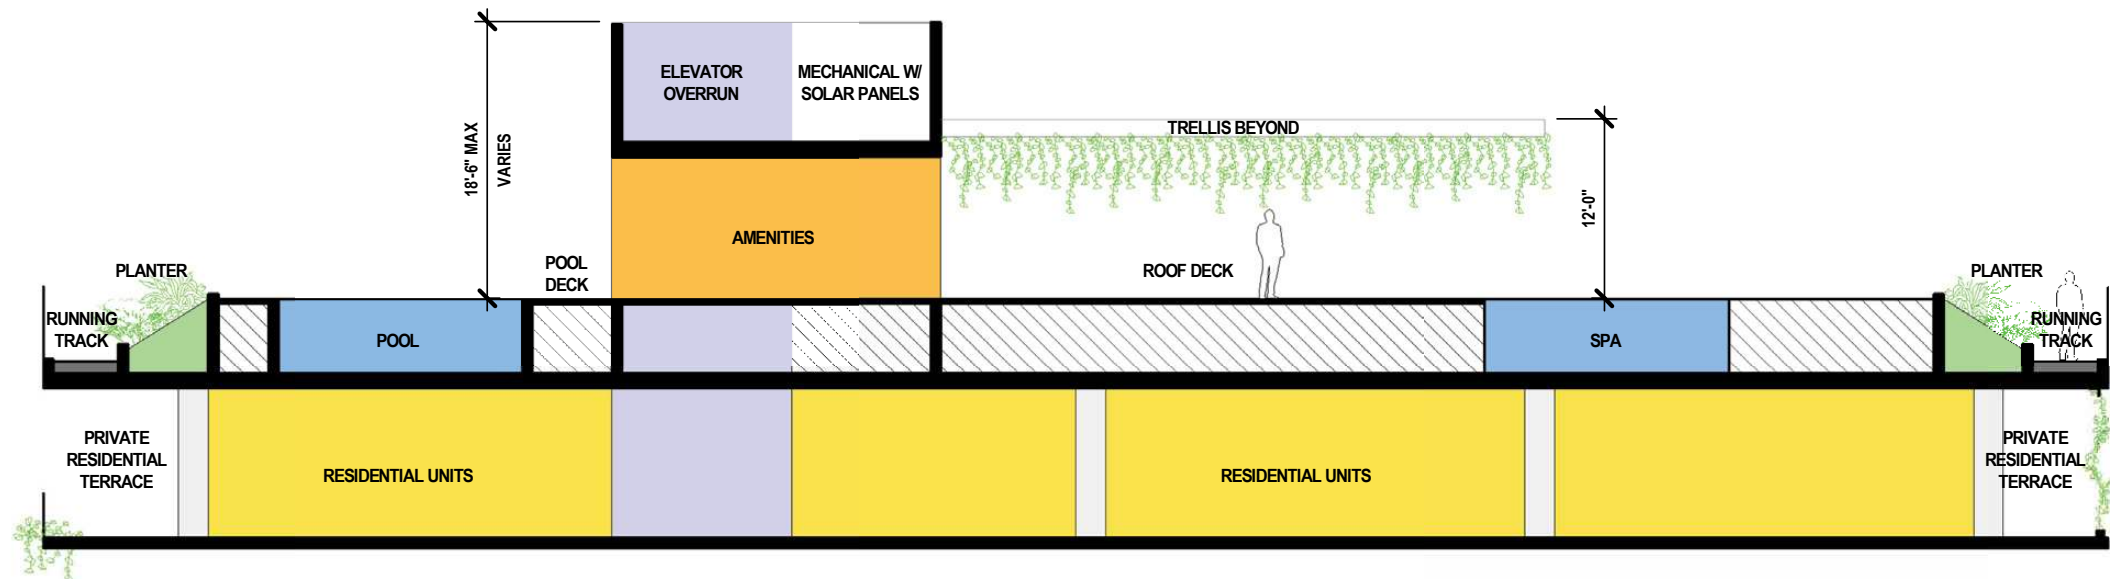 ELEVATOR
OVERRUN
MECHANICAL W/
SOLAR PANELS
TRELLIS BEYOND
18'-6" MAX
VARIES
12'-0"
AMENITIES
PLANTER
POOL
DECK
ROOF DECK
PLANTER
RUNNING
TRACK
POOL
SPA
RUNNING
TRACK
PRIVATE
RESIDENTIAL
TERRACE
RESIDENTIAL UNITS
RESIDENTIAL UNITS
PRIVATE
RESIDENTIAL
TERRACE